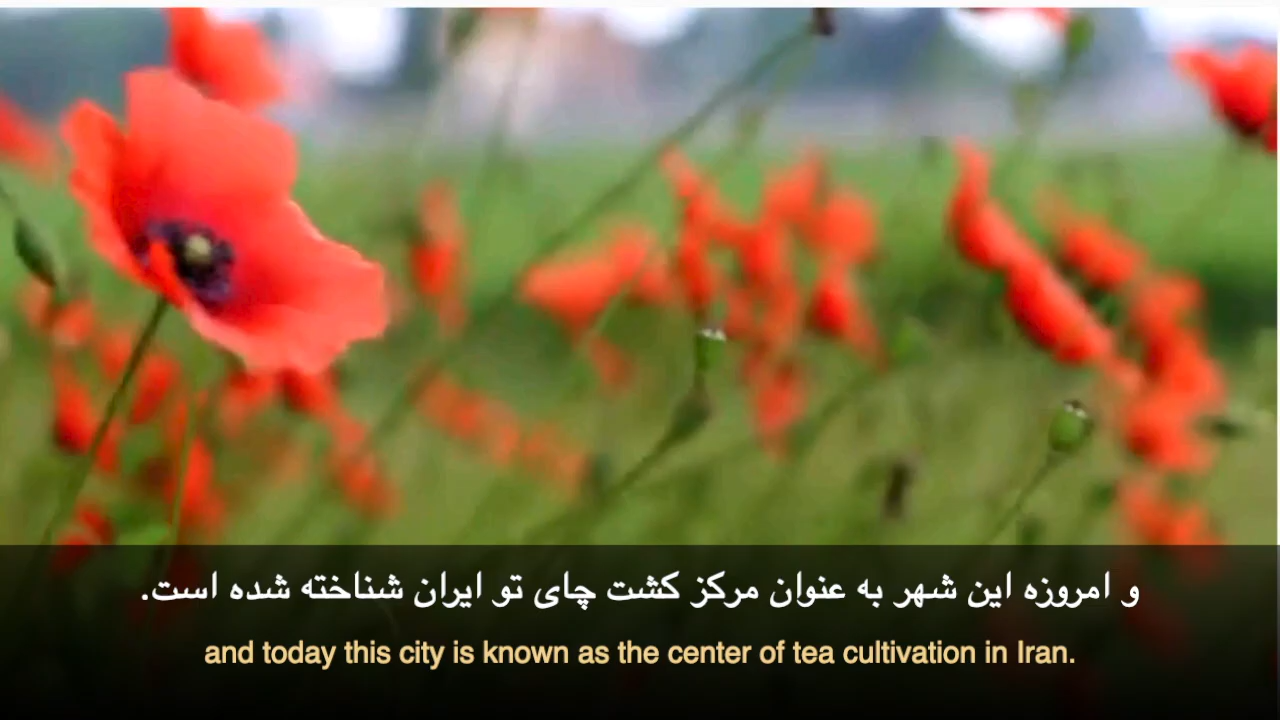 و امروزه این شهر به عنوان مرکز کشت چای تو ایران شناخته شده است.
and today this city is known as the center of tea cultivation in Iran.